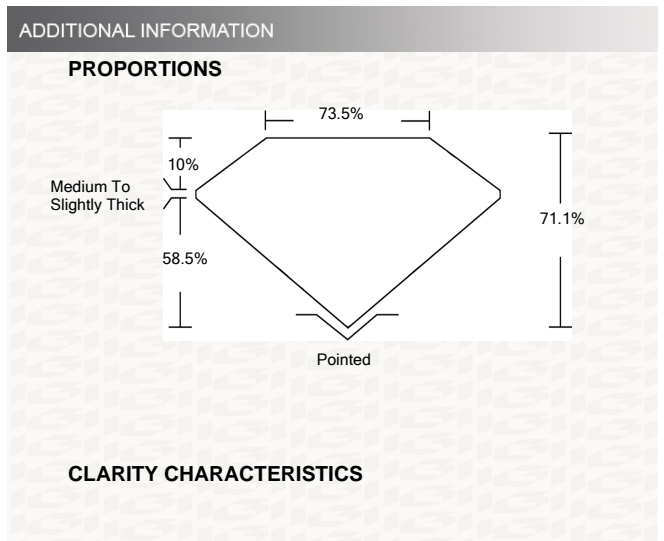 ADDITIONAL INFORMATION
PROPORTIONS
73.5%
10%
Medium To
Slightly Thick
71.1%
58.5%
Pointed
CLARITY CHARACTERISTICS